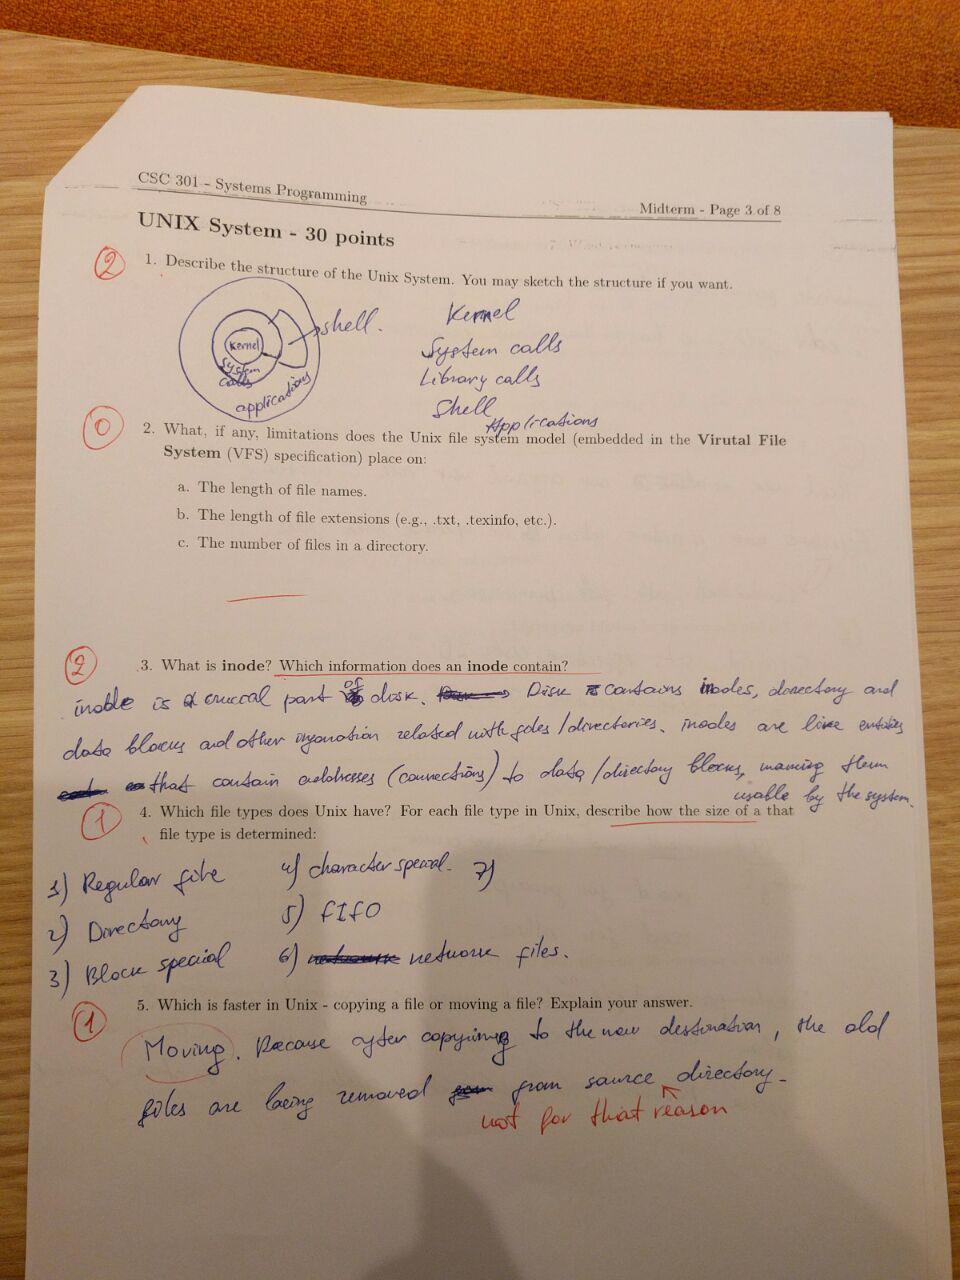 CSC 301 - Systems Programming
Midterm - Page 3 of 8
UNIX System - 30 points
2
1. Describe the structure of the Unix System. You may sketch the structure if you want.
shell.
Kernel
Kernel
System calls
System calls
Library calls
applications
Shell
Applications
0
2. What, if any, limitations does the Unix file system model (embedded in the Virutal File
System (VFS) specification) place on:
a. The length of file names.
b. The length of file extensions (e.g., .txt, .texinfo, etc.).
c. The number of files in a directory.
2
3. What is inode? Which information does an inode contain?
inode is a crucial part of disk. Disk contains inodes, directory and
data blocks and other information related with files/directories. inodes are like entities
that contain addresses (connections) to data/directory blocks, making them
usable by the system.
1
4. Which file types does Unix have? For each file type in Unix, describe how the size of a that
file type is determined:
1) Regular file
4) character special.
7)
2) Directory
5) FIFO
3) Block special
6) network files.
1
5. Which is faster in Unix - copying a file or moving a file? Explain your answer.
Moving. Because after copying to the new destination, the old
files are being removed from source directory.
not for that reason